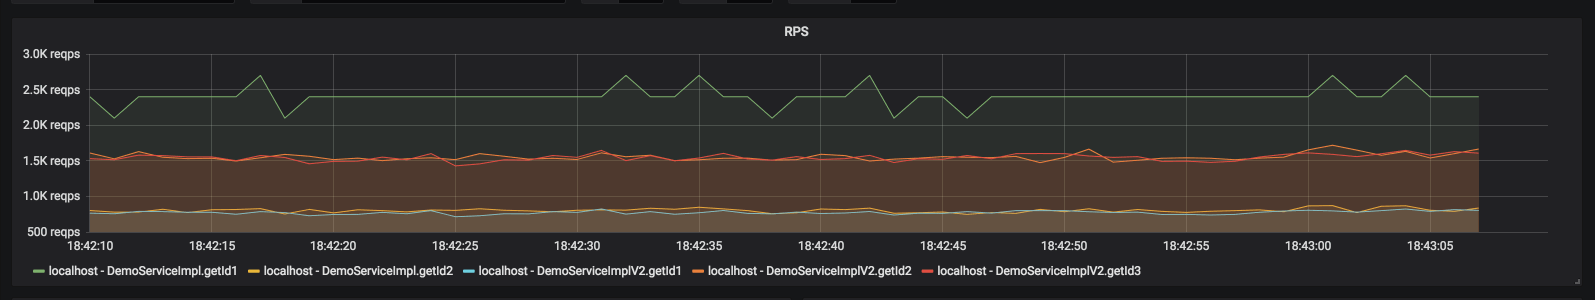 RPS
3.0K reqps
2.5K reqps
2.0K reqps
1.5K reqps
1.0K reqps
500 reqps
18:42:10 18:42:15 18:42:20 18:42:25 18:42:30 18:42:35 18:42:40 18:42:45 18:42:50 18:42:55 18:43:00 18:43:05
localhost - DemoServiceImpl.getId1 localhost - DemoServiceImpl.getId2 localhost - DemoServiceImplV2.getId1 localhost - DemoServiceImplV2.getId2 localhost - DemoServiceImplV2.getId3